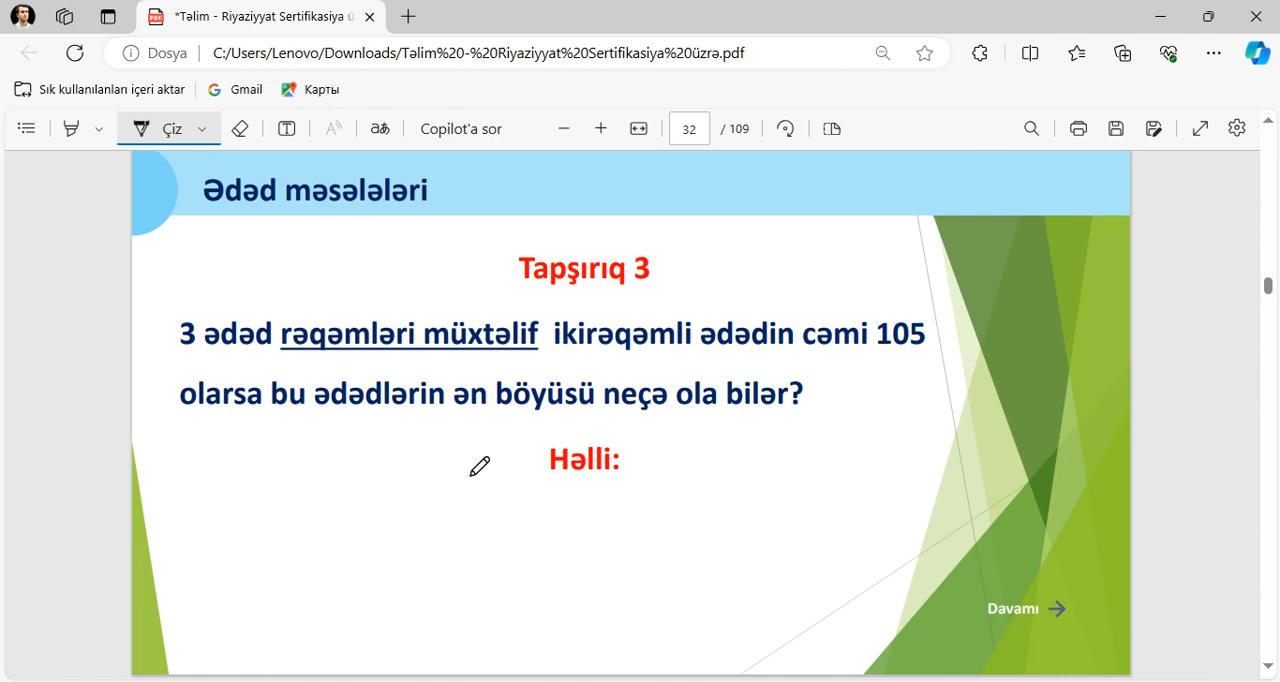 *Təlim - Riyaziyyat Sertifikasiya ü
Dosya
C:/Users/Lenovo/Downloads/Təlim%20-%20Riyaziyyat%20Sertifikasiya%20üzrə.pdf
Sık kullanılanları içeri aktar
Gmail
Карты
Çiz
aあ
Copilot'a sor
32 / 109
Ədəd məsələləri
Tapşırıq 3
3 ədəd rəqəmləri müxtəlif ikirəqəmli ədədin cəmi 105
olarsa bu ədədlərin ən böyüsü neçə ola bilər?
Həlli:
Davamı